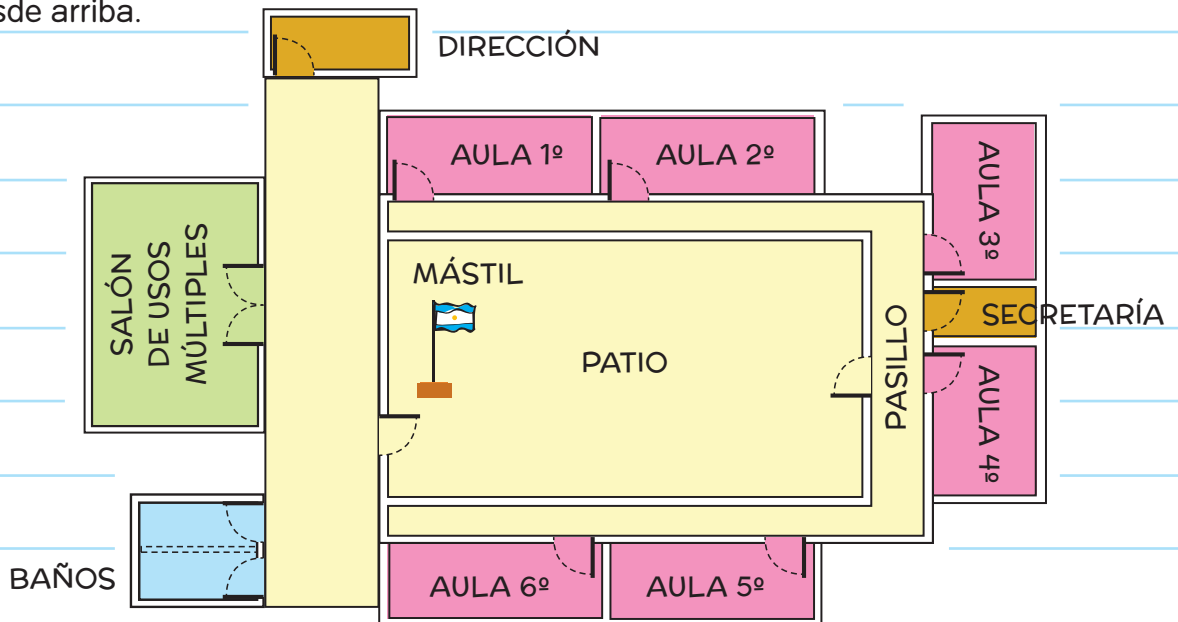 sde arriba.
DIRECCIÓN
AULA 1º
AULA 2º
AULA 3º
SALÓN
DE USOS
MÚLTIPLES
MÁSTIL
PATIO
PASILLO
SECRETARÍA
AULA 4º
BAÑOS
AULA 6º
AULA 5º